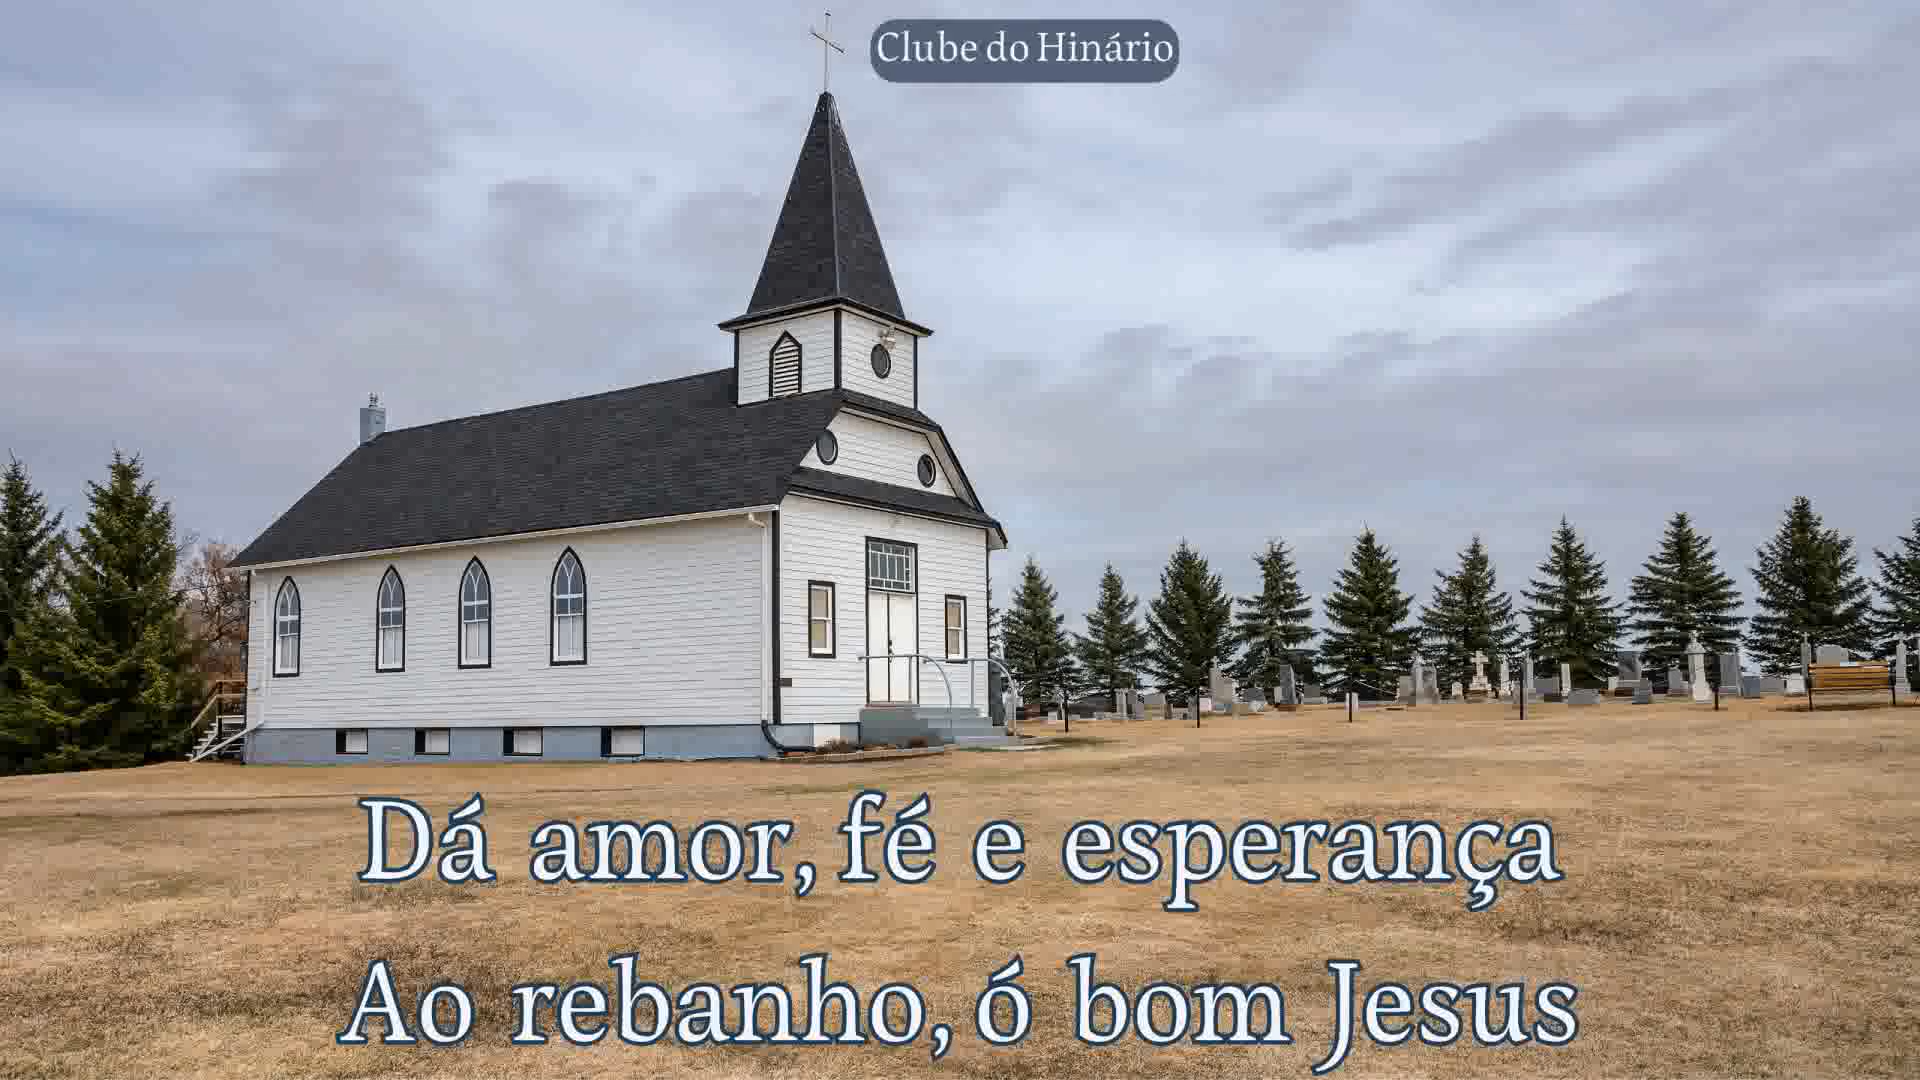 Clube do Hinário
Dá amor, fé e esperança
Ao rebanho, ó bom Jesus